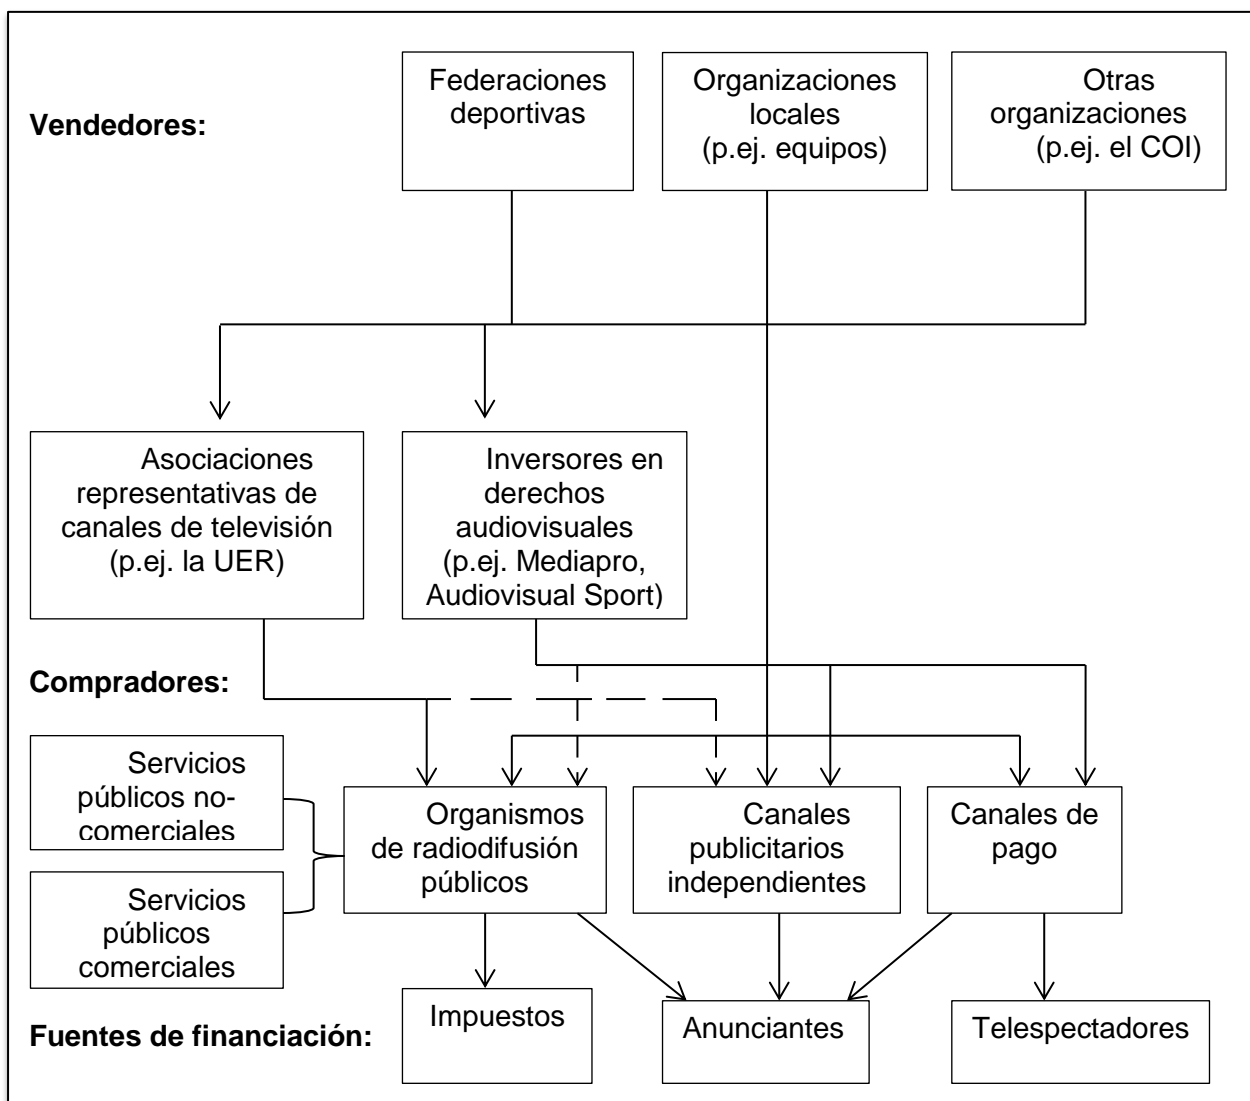 Vendedores:
Federaciones
deportivas
Organizaciones
locales
(p.ej. equipos)
Otras
organizaciones
(p.ej. el COI)
Asociaciones
representativas de
canales de televisión
(p.ej. la UER)
Inversores en
derechos
audiovisuales
(p.ej. Mediapro,
Audiovisual Sport)
Compradores:
Servicios
públicos no-
comerciales
Servicios
públicos
comerciales
Organismos
de radiodifusión
públicos
Canales
publicitarios
independientes
Canales de
pago
Fuentes de financiación:
Impuestos
Anunciantes
Telespectadores